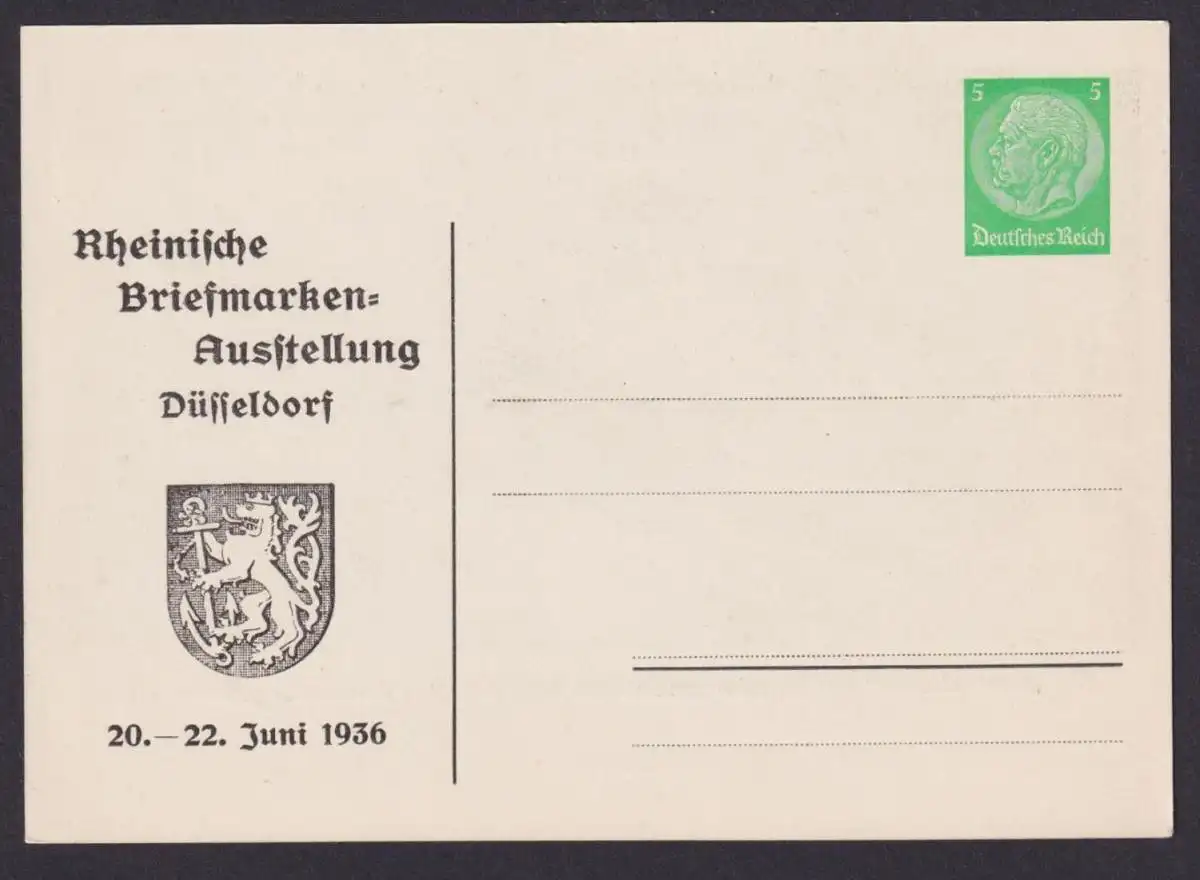 5 5
Deutsches Reich
Rheinische
Briefmarken-
Ausstellung
Düsseldorf
20.—22. Juni 1936